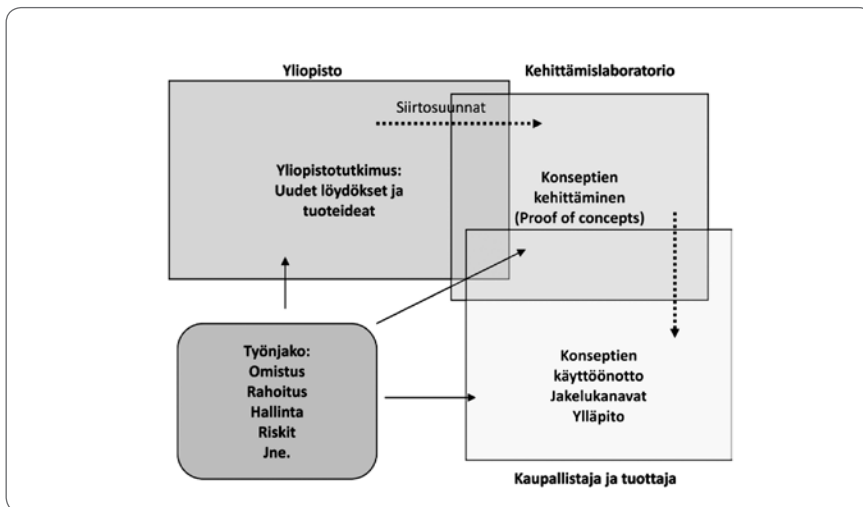 Yliopisto
Kehittämislaboratorio
Siirtosuunnat
Yliopistotutkimus:
Uudet löydökset ja
tuoteideat
Konseptien
kehittäminen
(Proof of concepts)
Työnjako:
Omistus
Rahoitus
Hallinta
Riskit
Jne.
Konseptien
käyttöönotto
Jakelukanavat
Ylläpito
Kaupallistaja ja tuottaja